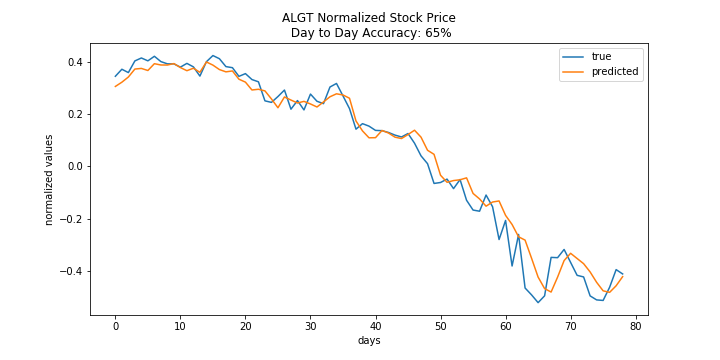 ALGT Normalized Stock Price
Day to Day Accuracy: 65%
true
predicted
normalized values
0.4
0.2
0.0
−0.2
−0.4
0 10 20 30 40 50 60 70 80
days